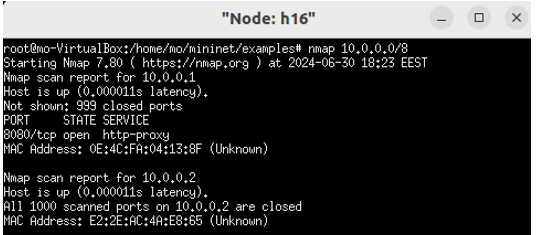 "Node: h16"
root@mo-VirtualBox:/home/mo/mininet/examples# nmap 10.0.0.0/8
Starting Nmap 7.80 ( https://nmap.org ) at 2024-06-30 18:23 EEST
Nmap scan report for 10.0.0.1
Host is up (0.000011s latency).
Not shown: 999 closed ports
PORT     STATE SERVICE
8080/tcp open  http-proxy
MAC Address: 0E:4C:FA:04:13:8F (Unknown)

Nmap scan report for 10.0.0.2
Host is up (0.000011s latency).
All 1000 scanned ports on 10.0.0.2 are closed
MAC Address: E2:2E:AC:4A:E8:65 (Unknown)